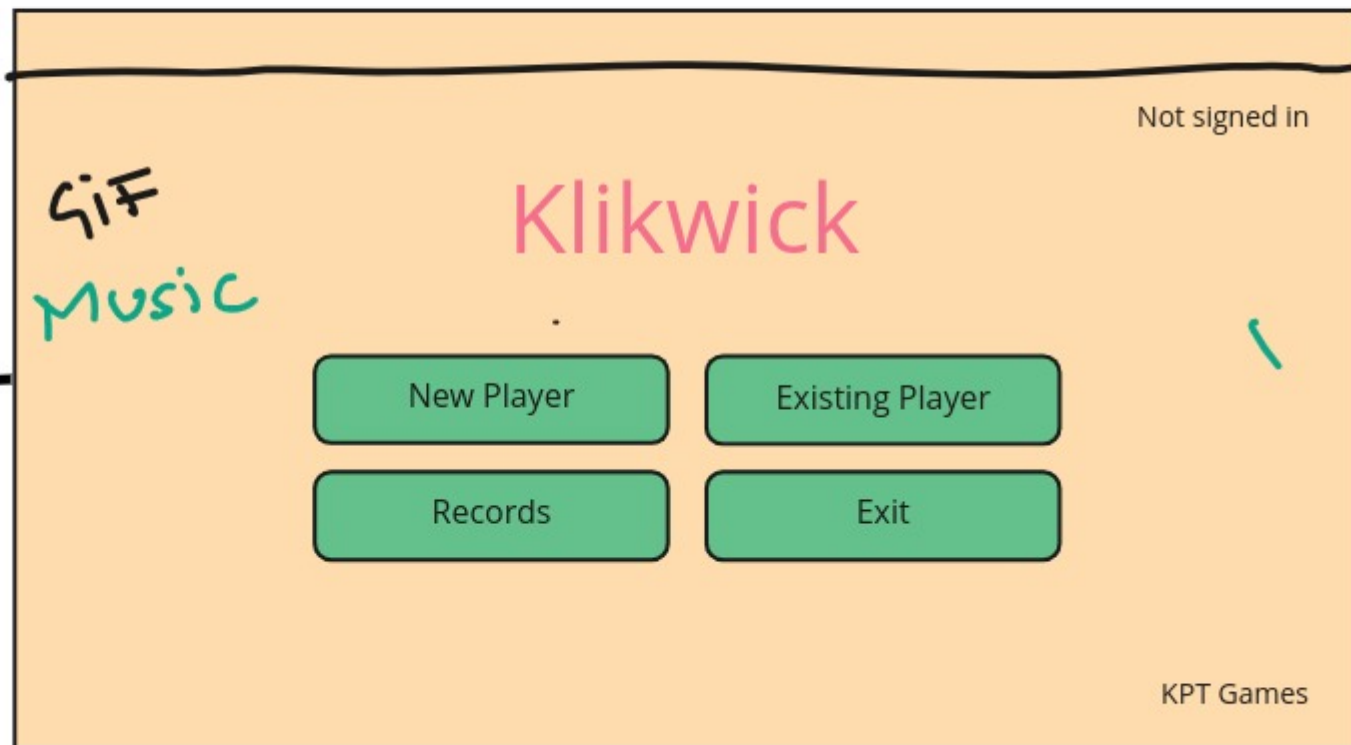 Not signed in
GiF
Klikwick
Music
New Player
Existing Player
Records
Exit
KPT Games